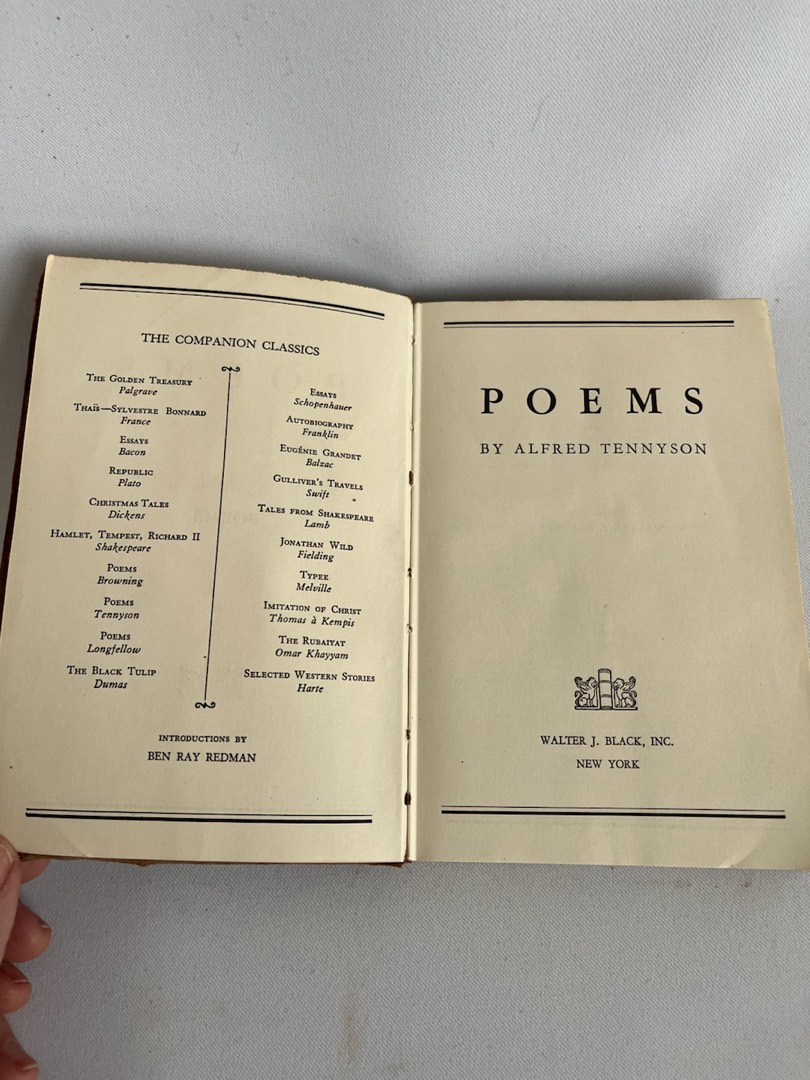 THE COMPANION CLASSICS
THE GOLDEN TREASURY
Palgrave
THAÏS—SYLVESTRE BONNARD
France
ESSAYS
Bacon
REPUBLIC
Plato
CHRISTMAS TALES
Dickens
HAMLET, TEMPEST, RICHARD II
Shakespeare
POEMS
Browning
POEMS
Tennyson
POEMS
Longfellow
THE BLACK TULIP
Dumas
ESSAYS
Schopenhauer
AUTOBIOGRAPHY
Franklin
EUGÉNIE GRANDET
Balzac
GULLIVER'S TRAVELS
Swift
TALES FROM SHAKESPEARE
Lamb
JONATHAN WILD
Fielding
TYPEE
Melville
IMITATION OF CHRIST
Thomas à Kempis
THE RUBAIYAT
Omar Khayyam
SELECTED WESTERN STORIES
Harte
INTRODUCTIONS BY
BEN RAY REDMAN
POEMS
BY ALFRED TENNYSON
WALTER J. BLACK, INC.
NEW YORK